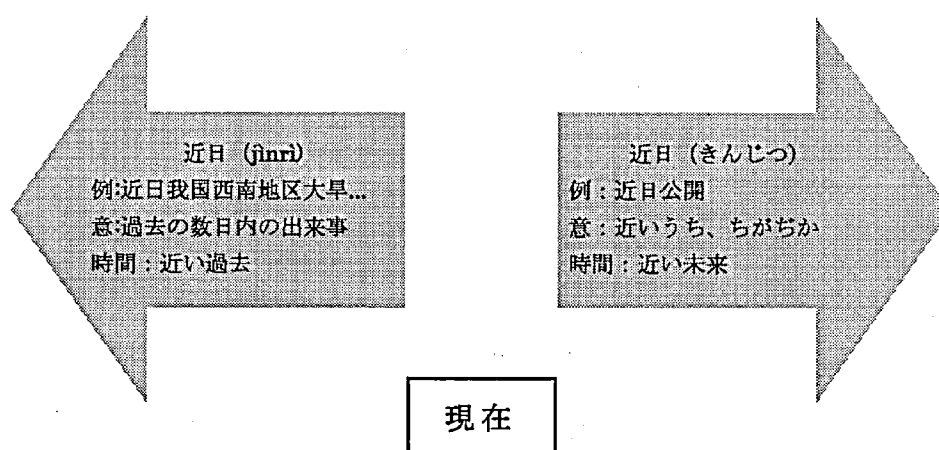 近日 (jìnrì)
例:近日我国西南地区大旱...
意:過去の数日内の出来事
時間：近い過去
近日 (きんじつ)
例：近日公開
意：近いうち、ちがぢか
時間：近い未来
現在